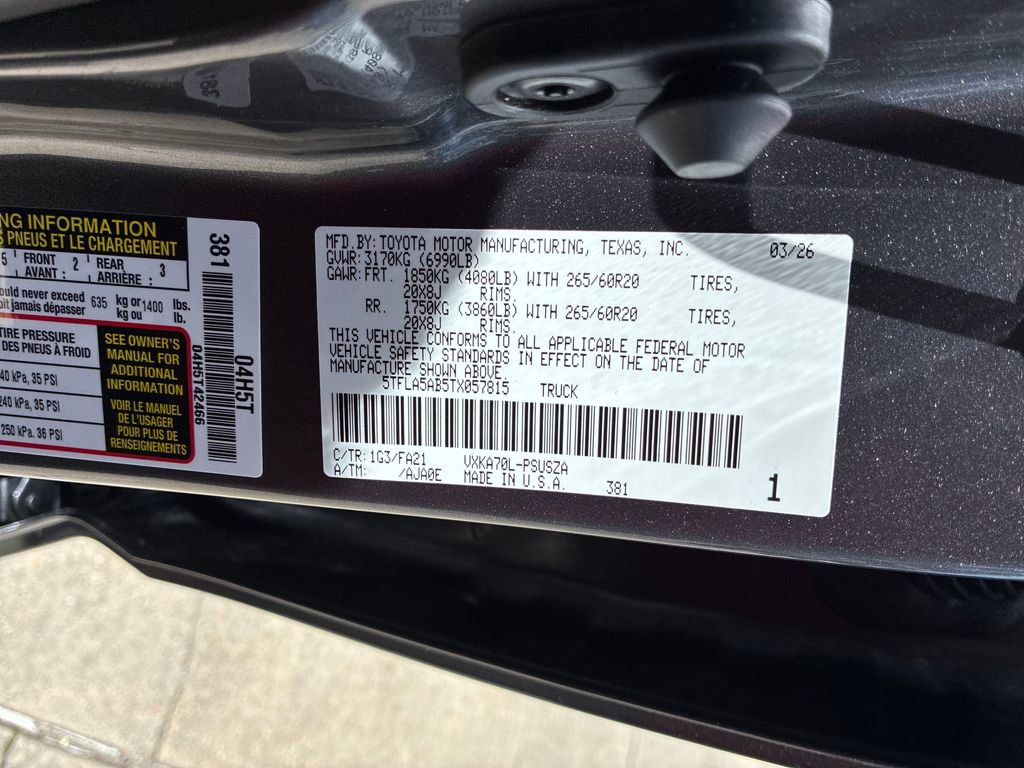 NG INFORMATION
S PNEUS ET LE CHARGEMENT
5 FRONT AVANT : 2 REAR ARRIÈRE : 3
ould never exceed 635 kg or 1400 lbs.
oit jamais dépasser kg ou lb.
TIRE PRESSURE
DES PNEUS À FROID
40 kPa, 35 PSI
240 kPa, 35 PSI
250 kPa, 36 PSI
SEE OWNER'S
MANUAL FOR
ADDITIONAL
INFORMATION
VOIR LE MANUEL
DE L'USAGER
POUR PLUS DE
RENSEIGNEMENTS
381
04H5T42466
04H5T
MFD.BY:TOYOTA MOTOR MANUFACTURING, TEXAS, INC. 03/26
GVWR:3170KG (6990LB)
GAWR:FRT. 1850KG (4080LB) WITH 265/60R20 TIRES,
20X8J RIMS.
RR. 1750KG (3860LB) WITH 265/60R20 TIRES,
20X8J RIMS.
THIS VEHICLE CONFORMS TO ALL APPLICABLE FEDERAL MOTOR
VEHICLE SAFETY STANDARDS IN EFFECT ON THE DATE OF
MANUFACTURE SHOWN ABOVE
5TFLA5AB5TX057815 TRUCK
C/TR:1G3/FA21 VXKA70L-PSUSZA
A/TM: /AJA0E MADE IN U.S.A. 381 1